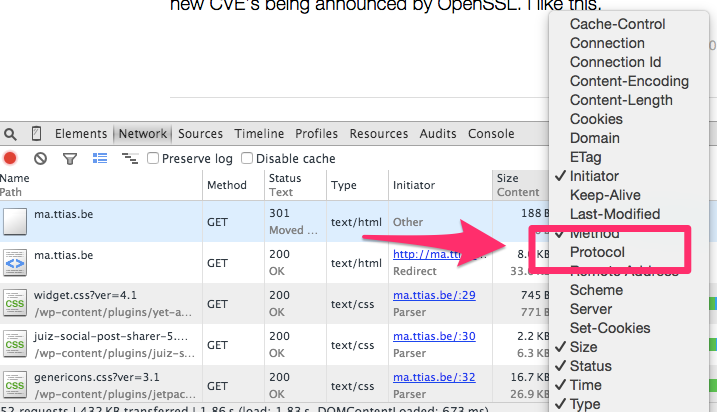 new CVE's being announced by OpenSSL. I like this.
Cache-Control
Connection
Connection Id
Content-Encoding
Content-Length
Cookies
Domain
ETag
✓ Initiator
Keep-Alive
Last-Modified
✓ Method
Protocol
Remote Address
Scheme
Server
Set-Cookies
✓ Size
✓ Status
✓ Time
✓ Type
Elements Network Sources Timeline Profiles Resources Audits Console
Preserve log Disable cache
Name Path Method Status Text Type Initiator Size Content
ma.ttias.be GET 301 Moved ... text/html Other 188 B
ma.ttias.be GET 200 OK text/html http://ma.tti Redirect KB
widget.css?ver=4.1 /wp-content/plugins/yet-a... GET 200 OK text/css ma.ttias.be/:29 Parser 745 B 771
juiz-social-post-sharer-5.... /wp-content/plugins/juiz-s... GET 200 OK text/css ma.ttias.be/:30 Parser 2.2 KB 6.3 KB
genericons.css?ver=3.1 /wp-content/plugins/jetpac... GET 200 OK text/css ma.ttias.be/:32 Parser 16.7 KB 26.9 KB
52 requests | 432 KB transferred | 1.86 s (load: 1.83 s, DOMContentLoaded: 673 ms)